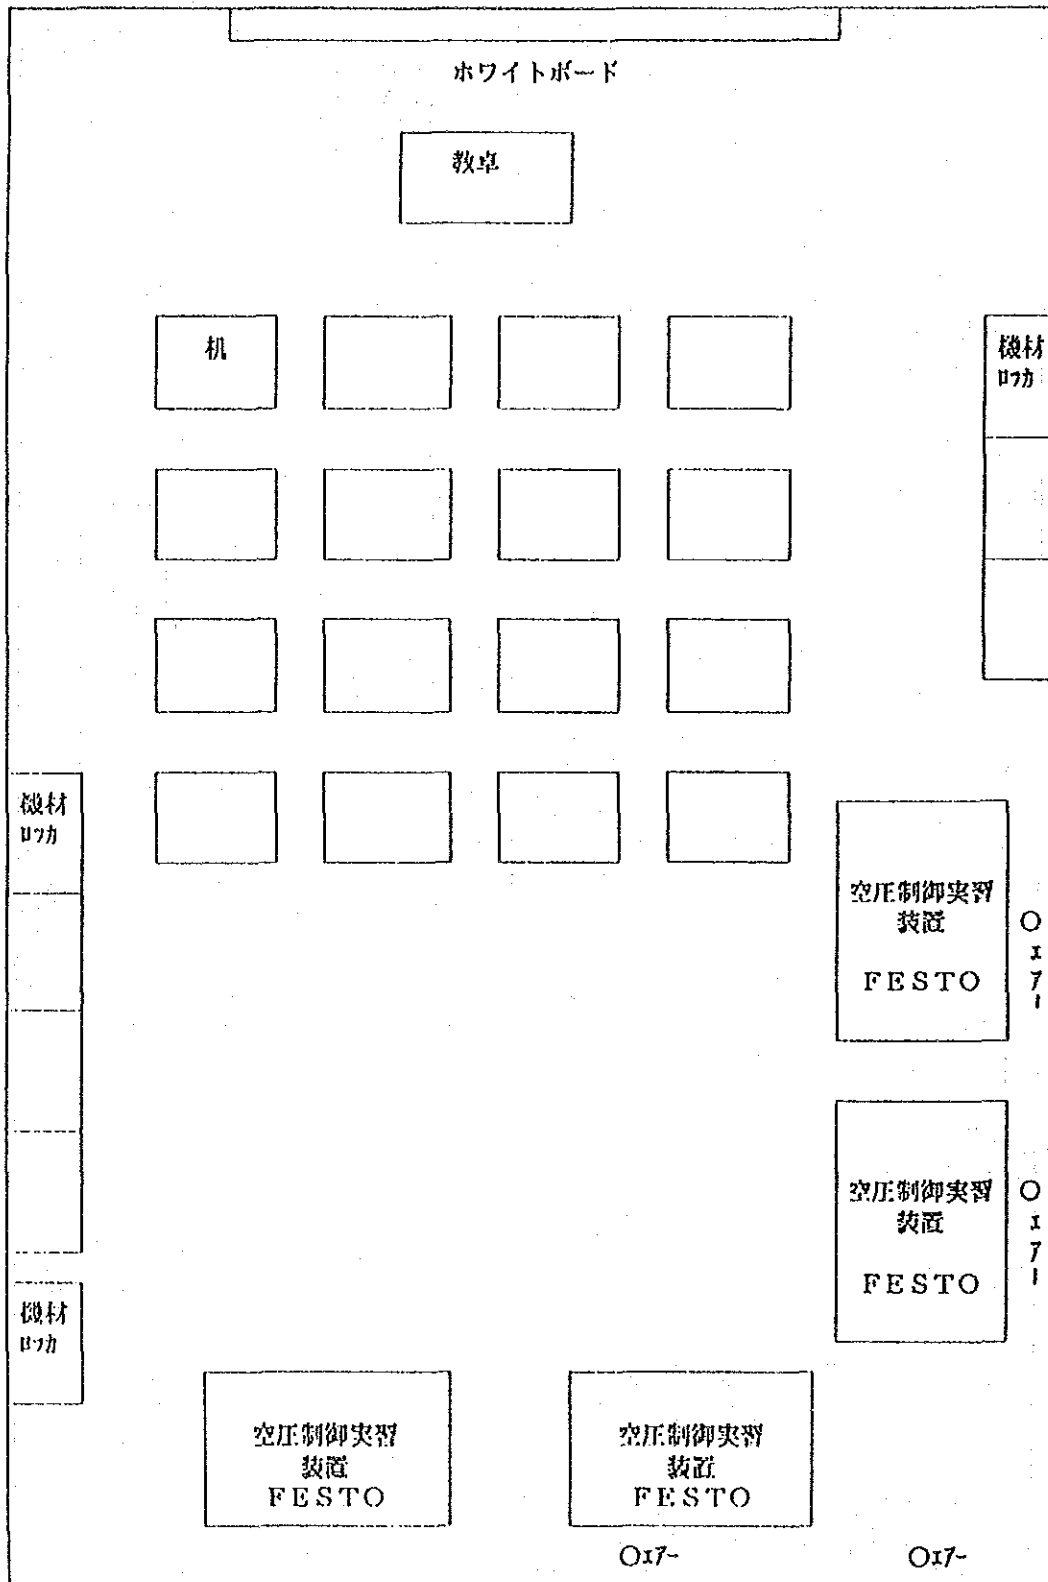 ホワイトボード
教卓
机
機材
ロッカ
機材
ロッカ
空圧制御実習
装置
FESTO
○エアー
空圧制御実習
装置
FESTO
○エアー
機材
ロッカ
空圧制御実習
装置
FESTO
空圧制御実習
装置
FESTO
○エアー
○エアー